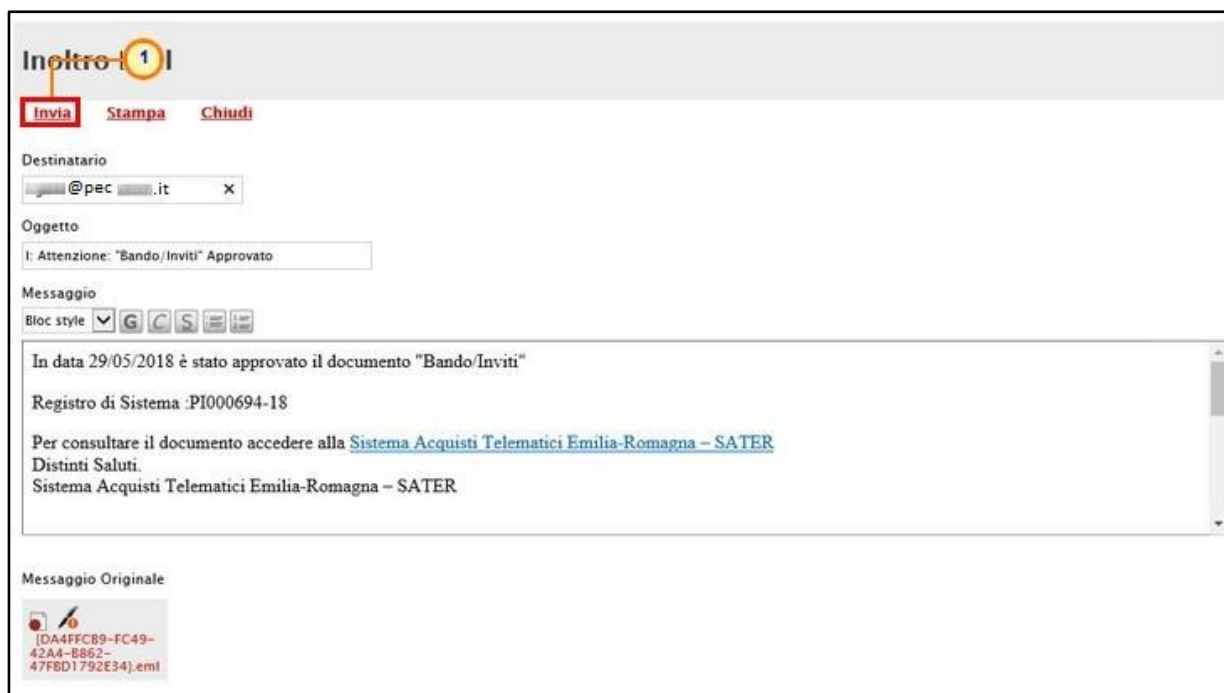 Inoltro
1
Invia Stampa Chiudi
Destinatario
@pec .it ×
Oggetto
I: Attenzione: "Bando/Inviti" Approvato
Messaggio
Bloc style G C S
In data 29/05/2018 è stato approvato il documento "Bando/Inviti"
Registro di Sistema :PI000694-18
Per consultare il documento accedere alla Sistema Acquisti Telematici Emilia-Romagna – SATER
Distinti Saluti.
Sistema Acquisti Telematici Emilia-Romagna – SATER
Messaggio Originale
{DA4FFCB9-FC49-
42A4-B862-
47FBD1792E34}.eml